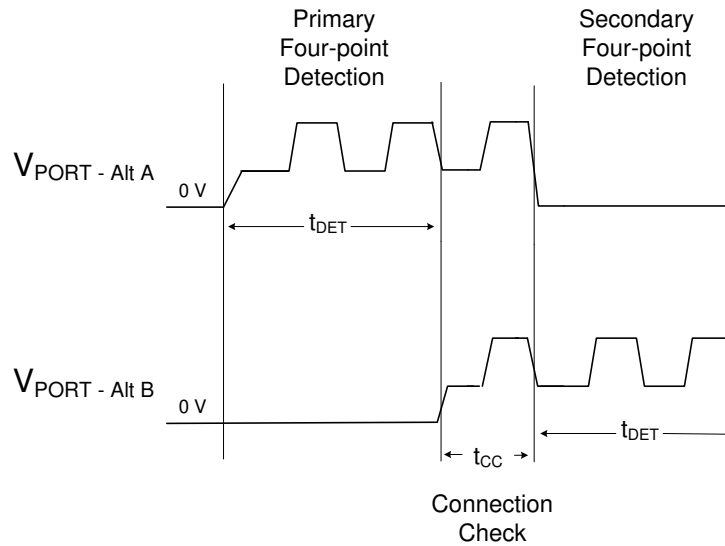 Primary
Four-point
Detection
Secondary
Four-point
Detection
VPORT - Alt A
0 V
tDET
VPORT - Alt B
0 V
tDET
tCC
Connection
Check